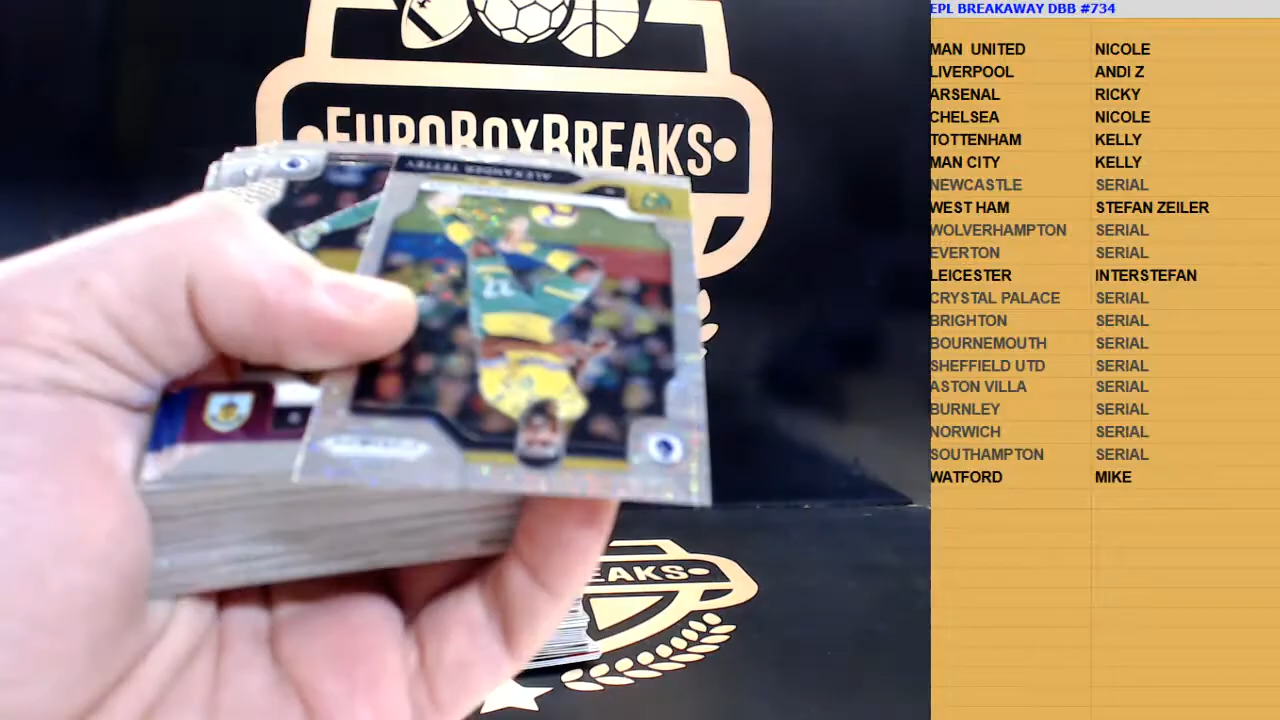 EPL BREAKAWAY DBB #734
MAN UNITED NICOLE
LIVERPOOL ANDI Z
ARSENAL RICKY
CHELSEA NICOLE
TOTTENHAM KELLY
MAN CITY KELLY
NEWCASTLE SERIAL
WEST HAM STEFAN ZEILER
WOLVERHAMPTON SERIAL
EVERTON SERIAL
LEICESTER INTERSTEFAN
CRYSTAL PALACE SERIAL
BRIGHTON SERIAL
BOURNEMOUTH SERIAL
SHEFFIELD UTD SERIAL
ASTON VILLA SERIAL
BURNLEY SERIAL
NORWICH SERIAL
SOUTHAMPTON SERIAL
WATFORD MIKE
EUROBOXBREAKS
ALEXANDER TETTEY
22
EAKS